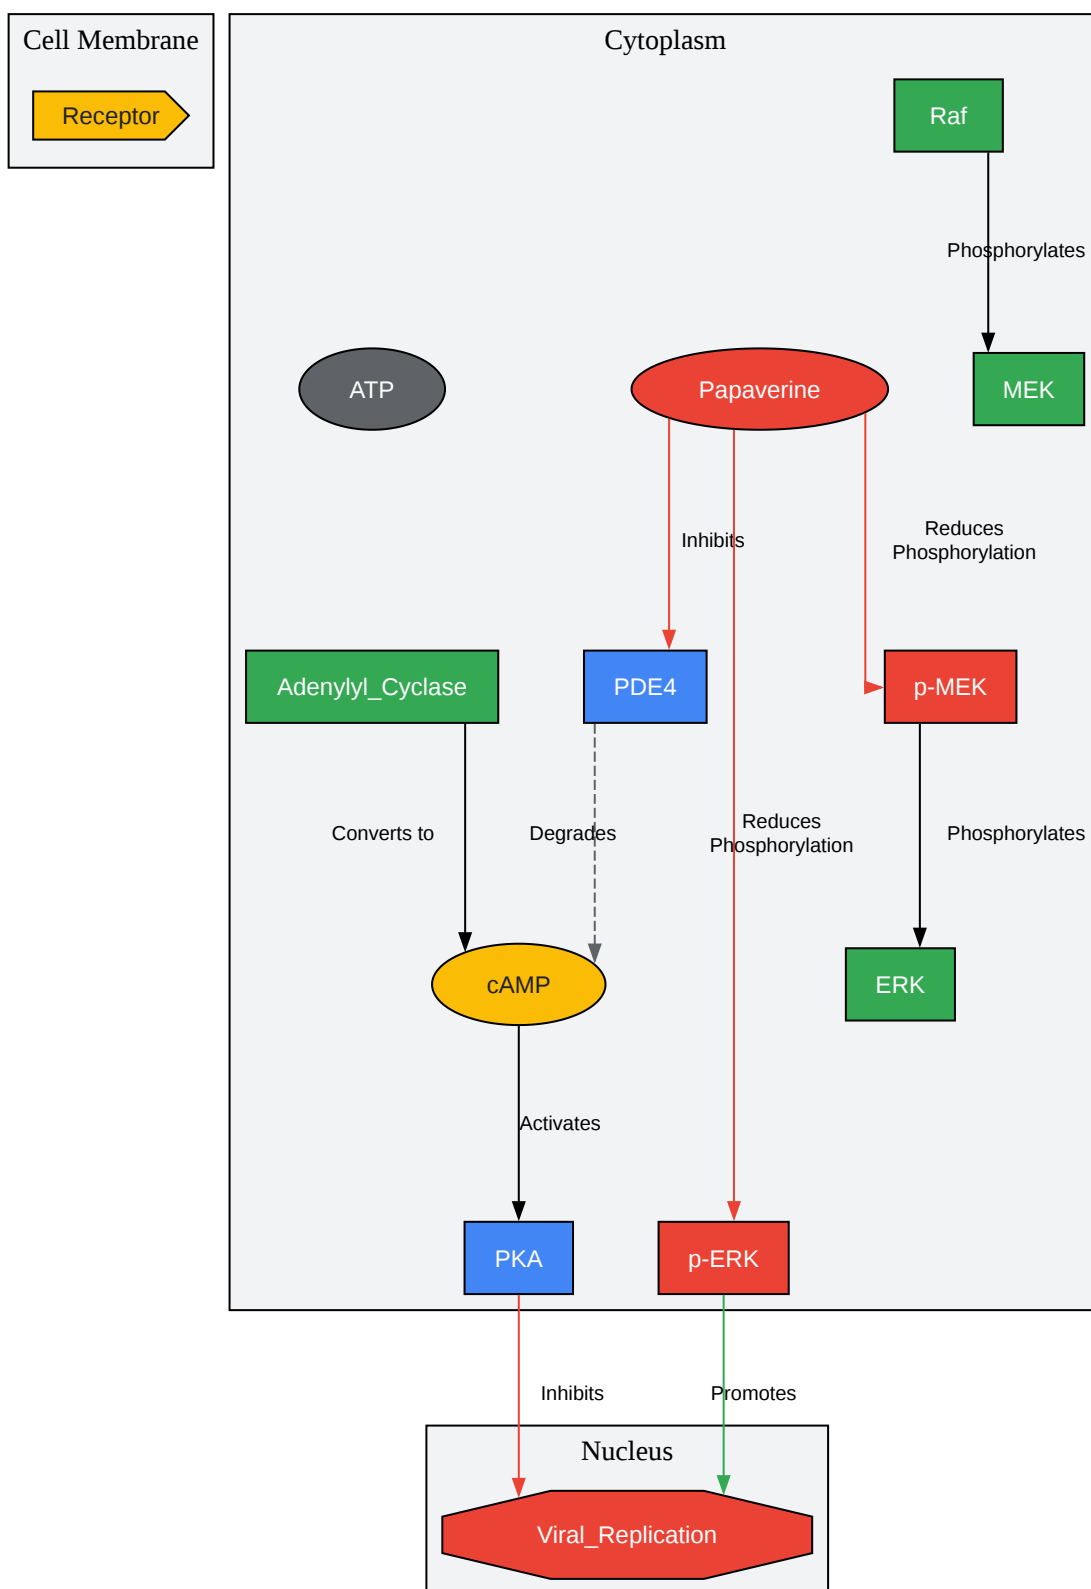 Cell Membrane
Cytoplasm
Receptor
Raf
Phosphorylates
ATP
Papaverine
MEK
Inhibits
Reduces
Phosphorylation
Adenylyl_Cyclase
PDE4
p-MEK
Converts to
Degrades
Reduces
Phosphorylation
Phosphorylates
cAMP
ERK
Activates
PKA
p-ERK
Inhibits
Promotes
Nucleus
Viral_Replication